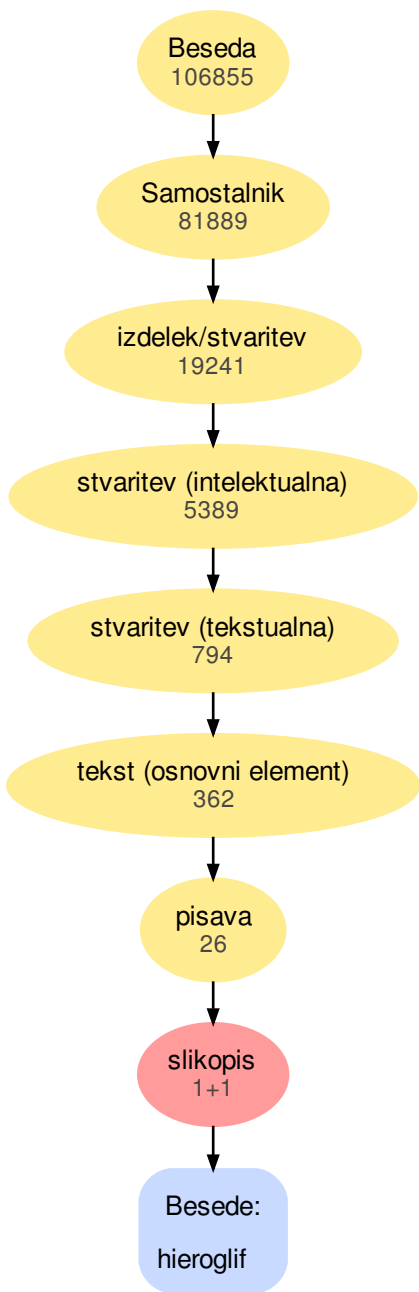 Beseda
106855
Samostalnik
81889
izdelek/stvaritev
19241
stvaritev (intelektualna)
5389
stvaritev (tekstualna)
794
tekst (osnovni element)
362
pisava
26
slikopis
1+1
Besede:
hieroglif